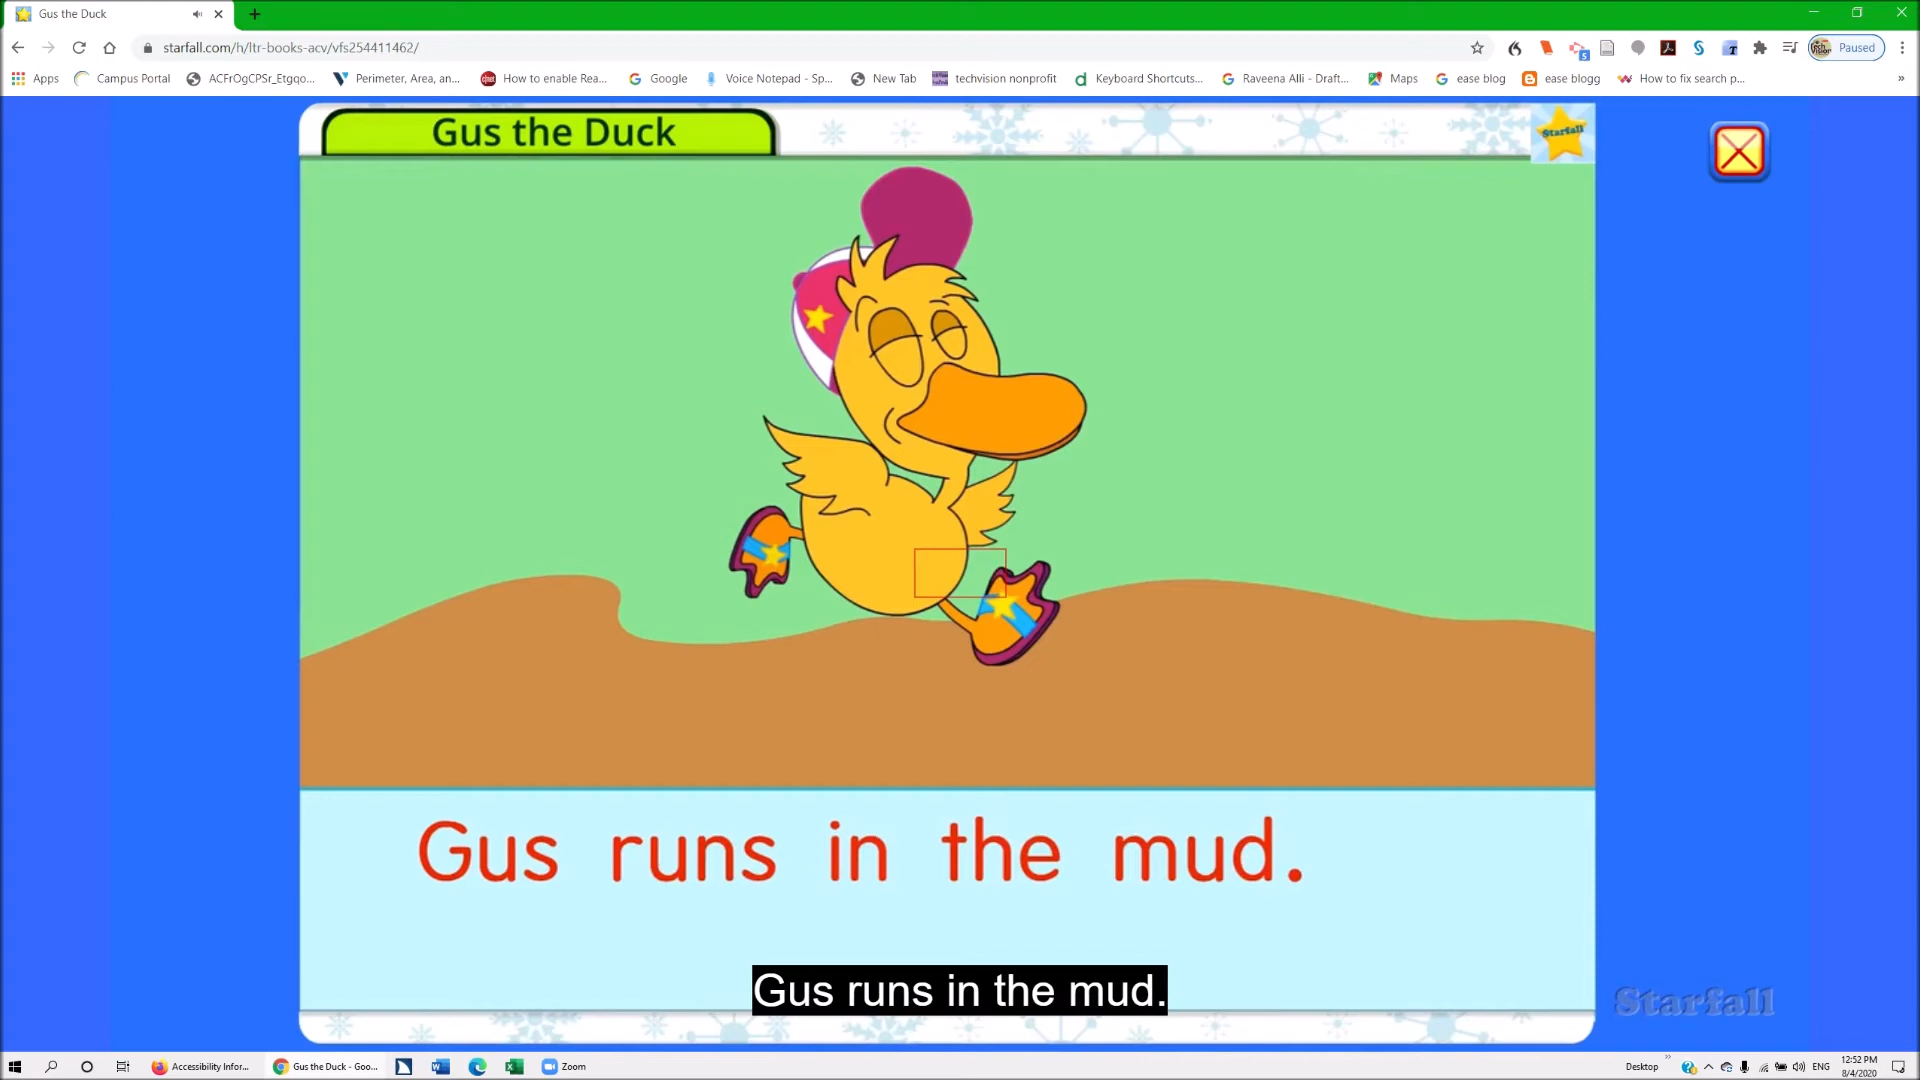 Gus the Duck
starfall.com/h/ltr-books-acv/vfs254411462/
5
Paused
Apps
Campus Portal
ACFrOgCPSr_Etgqo...
Perimeter, Area, an...
How to enable Rea...
Google
Voice Notepad - Sp...
New Tab
techvision nonprofit
Keyboard Shortcuts...
Raveena Alli - Draft...
Maps
ease blog
ease blogg
How to fix search p...
»
Gus the Duck
Starfall
Gus runs in the mud.
Gus runs in the mud.
Starfall
Accessibility Infor...
Gus the Duck - Goo...
Zoom
Desktop
»
ENG
12:52 PM
8/4/2020